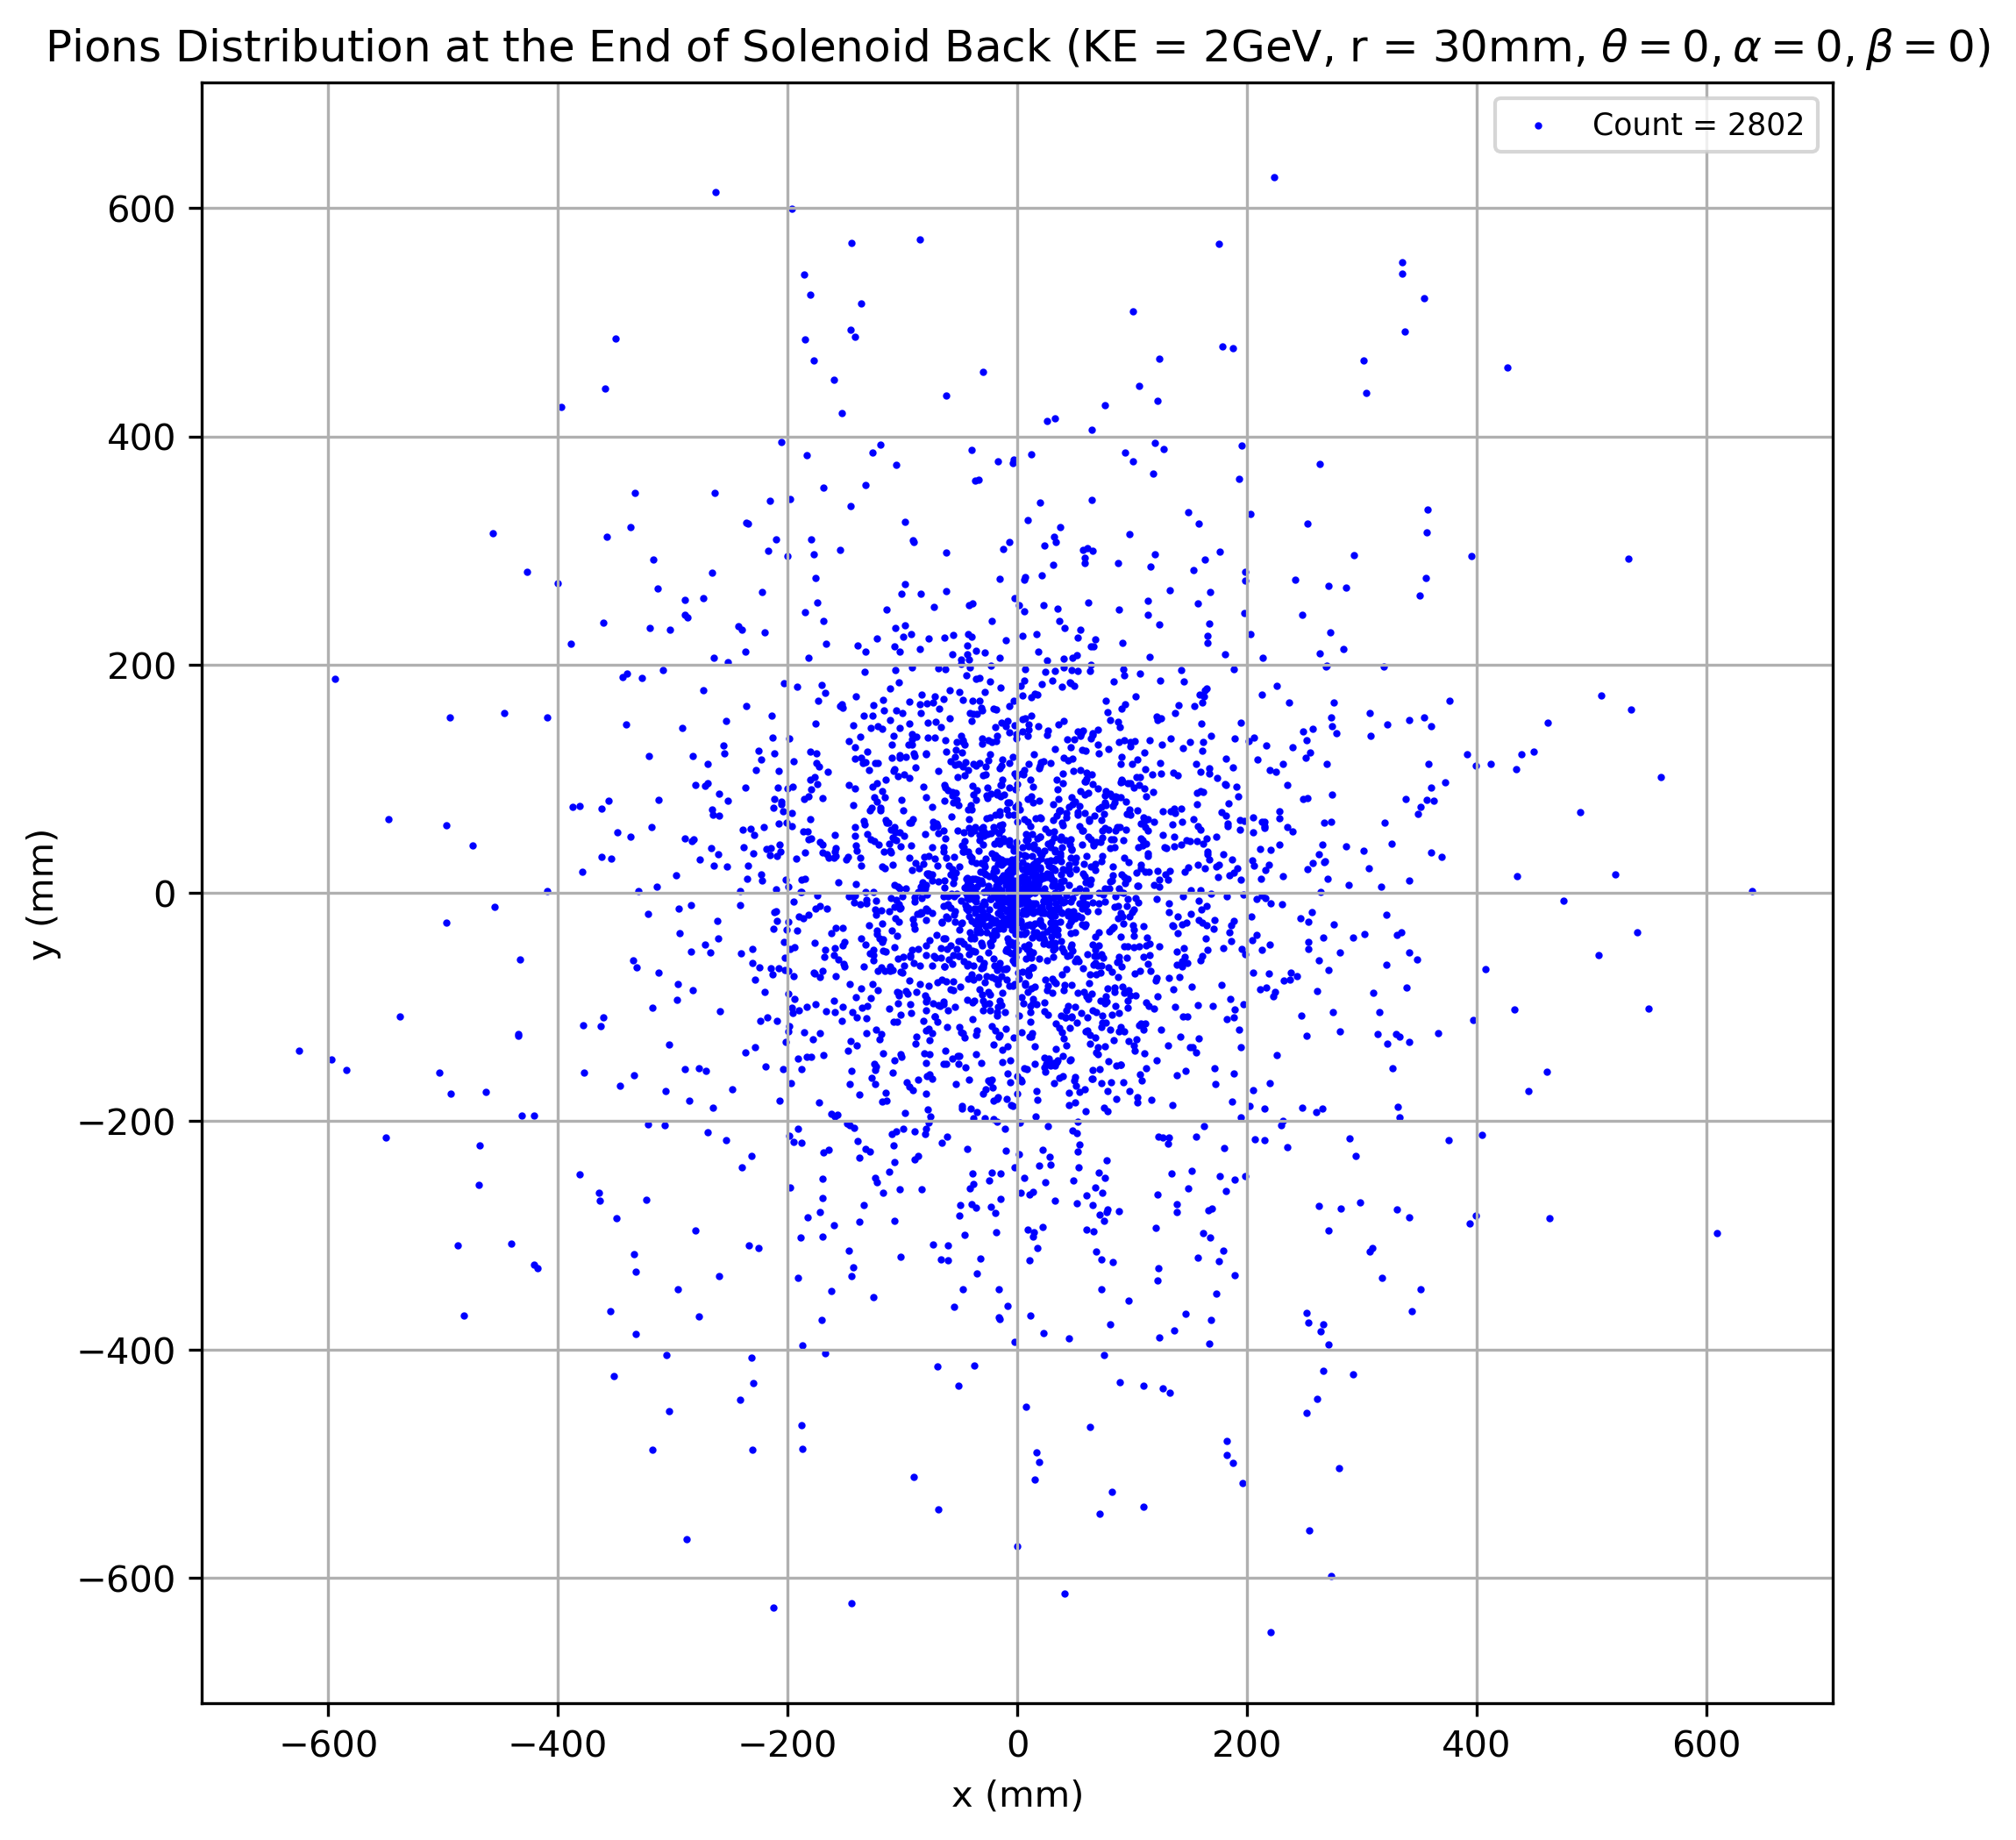 Pions Distribution at the End of Solenoid Back (KE = 2GeV, r = 30mm, θ = 0, α = 0, β = 0)
Count = 2802
600
400
200
0
−200
−400
−600
y (mm)
−600 −400 −200 0 200 400 600
x (mm)